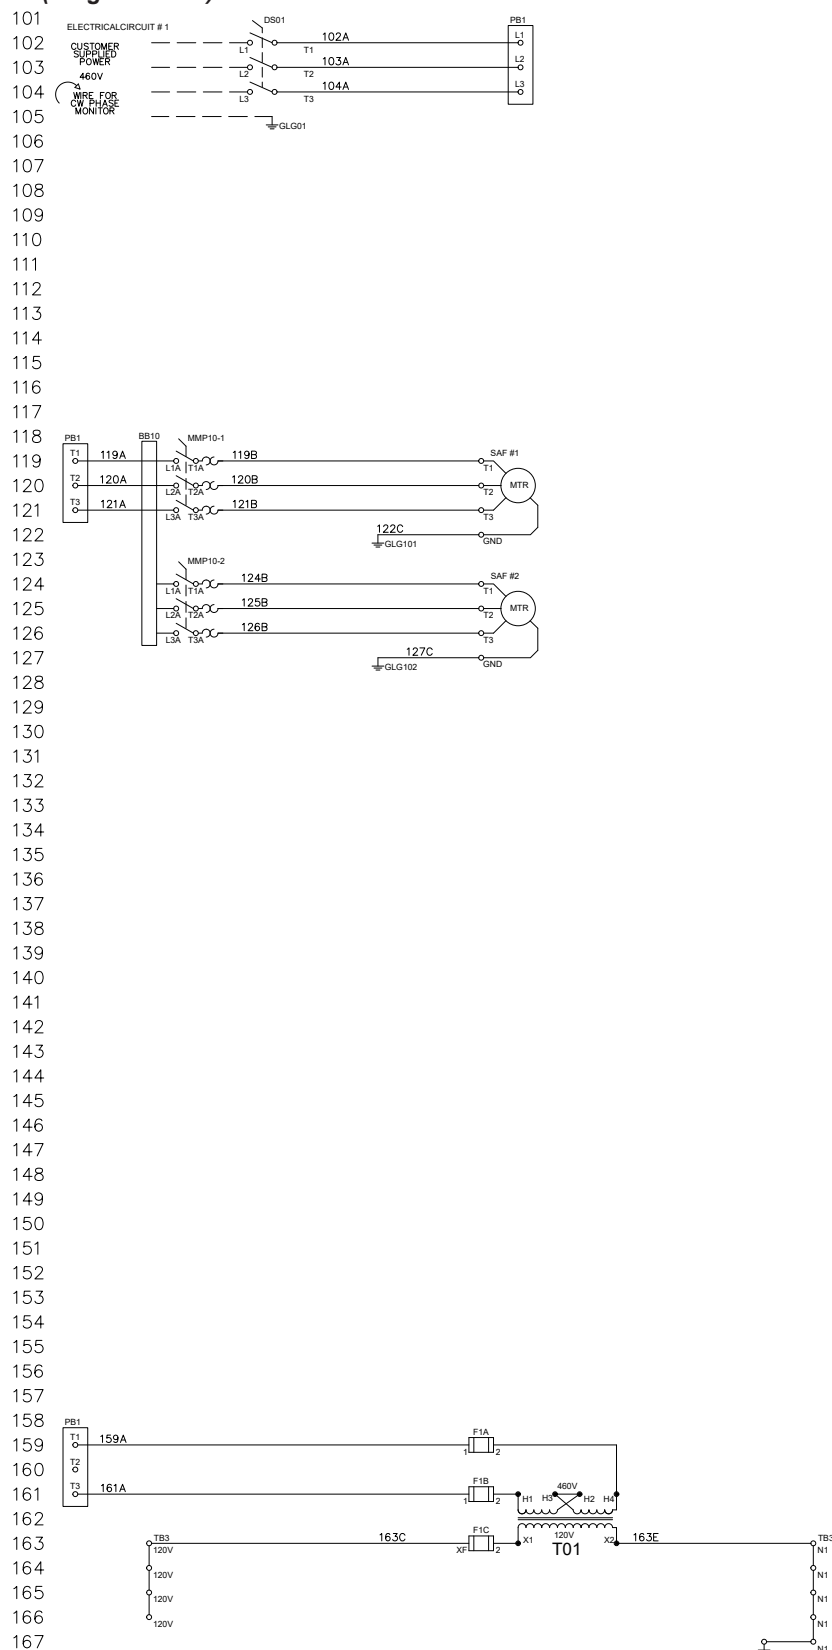 101
ELECTRICALCIRCUIT # 1
DS01
PB1
102
CUSTOMER
SUPPLIED
POWER
L1
T1
102A
L1
103
L2
T2
103A
L2
460V
104
WIRE FOR
CW PHASE
MONITOR
L3
T3
104A
L3
105
GLG01
106
107
108
109
110
111
112
113
114
115
116
117
118
PB1
BB10
MMP10-1
119
T1
119A
L1A
T1A
119B
SAF #1
T1
120
T2
120A
L2A
T2A
120B
T2
MTR
121
T3
121A
L3A
T3A
121B
T3
122
122C
GLG101
GND
123
MMP10-2
124
L1A
T1A
124B
SAF #2
T1
125
L2A
T2A
125B
T2
MTR
126
L3A
T3A
126B
T3
127
127C
GLG102
GND
128
129
130
131
132
133
134
135
136
137
138
139
140
141
142
143
144
145
146
147
148
149
150
151
152
153
154
155
156
157
158
PB1
159
T1
159A
F1A
1
2
160
T2
161
T3
161A
F1B
1
2
H1
H3
460V
H2
H4
162
163
TB3
120V
163C
F1C
XF
2
X1
120V
T01
X2
163E
TB3
N1
164
120V
N1
165
120V
N1
166
120V
N1
167
N1